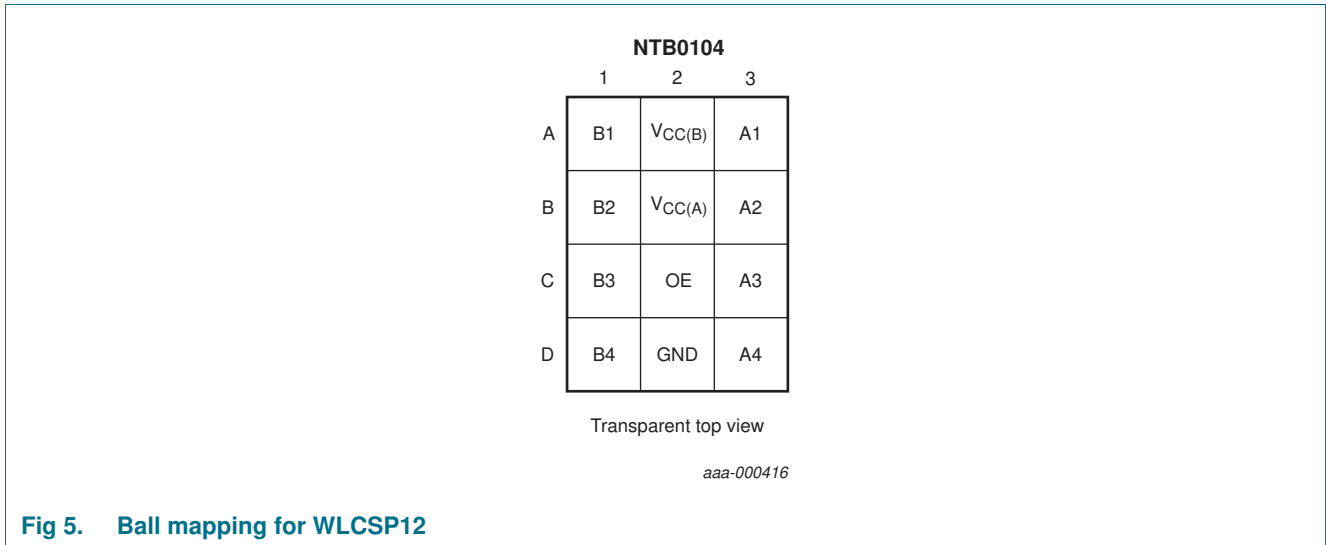 NTB0104
1 2 3
A B1 VCC(B) A1
B B2 VCC(A) A2
C B3 OE A3
D B4 GND A4
Transparent top view
aaa-000416
Fig 5. Ball mapping for WLCSP12